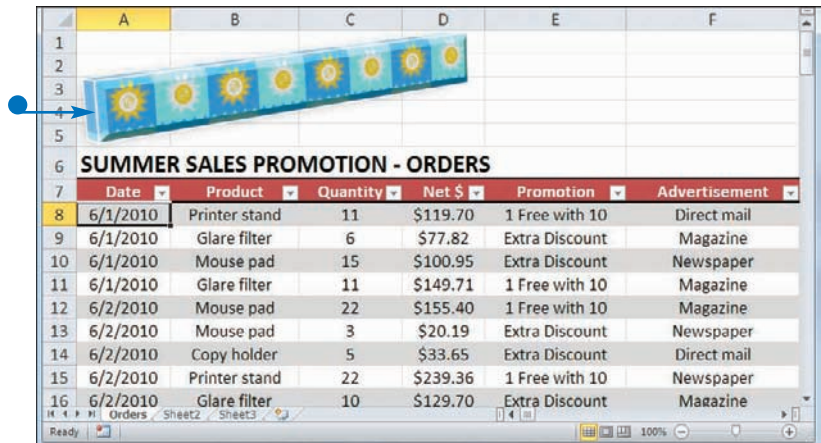 A B C D E F
1
2
3
4
5
6 SUMMER SALES PROMOTION - ORDERS
7 Date Product Quantity Net $ Promotion Advertisement
8 6/1/2010 Printer stand 11 $119.70 1 Free with 10 Direct mail
9 6/1/2010 Glare filter 6 $77.82 Extra Discount Magazine
10 6/1/2010 Mouse pad 15 $100.95 Extra Discount Newspaper
11 6/1/2010 Glare filter 11 $149.71 1 Free with 10 Magazine
12 6/2/2010 Mouse pad 22 $155.40 1 Free with 10 Magazine
13 6/2/2010 Mouse pad 3 $20.19 Extra Discount Newspaper
14 6/2/2010 Copy holder 5 $33.65 Extra Discount Direct mail
15 6/2/2010 Printer stand 22 $239.36 1 Free with 10 Newspaper
16 6/2/2010 Glare filter 10 $129.70 Extra Discount Magazine
Orders Sheet2 Sheet3
Ready 100%